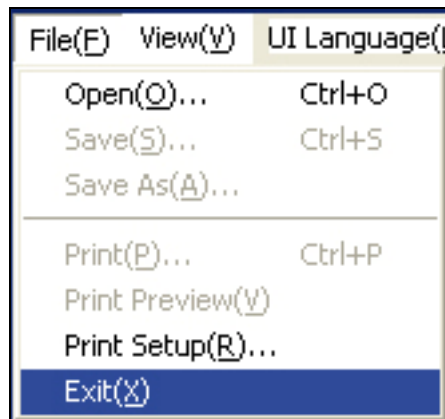 File(F) View(V) UI Language(
Open(O)... Ctrl+O
Save(S)... Ctrl+S
Save As(A)...
Print(P)... Ctrl+P
Print Preview(V)
Print Setup(R)...
Exit(X)